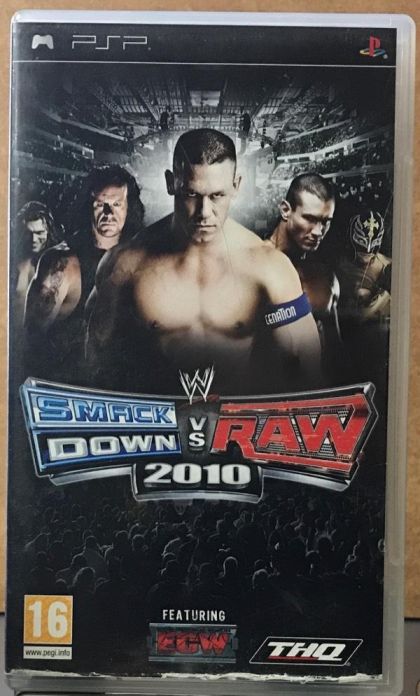 PSP
CENATION
W
SMACK
DOWN
VS
RAW
2010
16
www.pegi.info
FEATURING
ECW
THQ